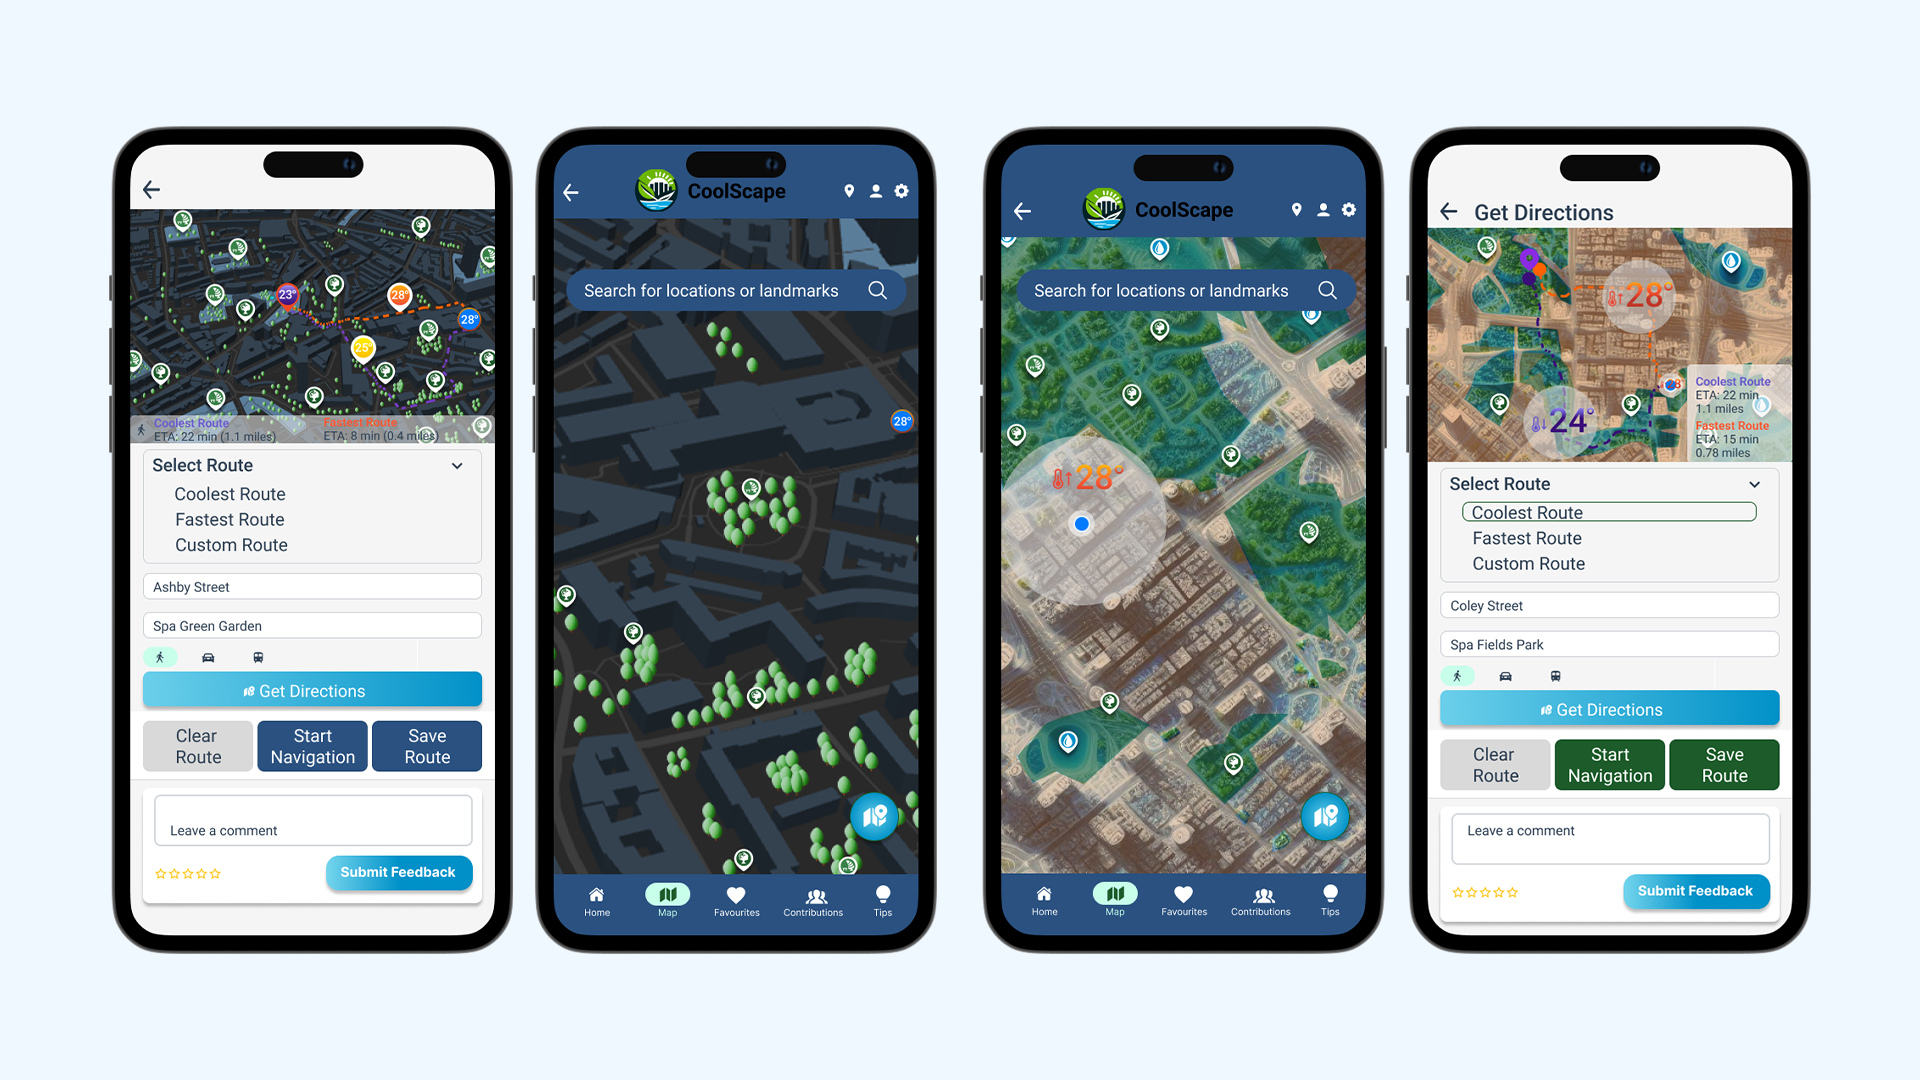 23°
28°
28°
25°
Coolest Route
ETA: 22 min (1.1 miles)
Fastest Route
ETA: 8 min (0.4 miles)
Select Route
Coolest Route
Fastest Route
Custom Route
Ashby Street
Spa Green Garden
Get Directions
Clear
Route
Start
Navigation
Save
Route
Leave a comment
Submit Feedback
CoolScape
Search for locations or landmarks
28°
Home
Map
Favourites
Contributions
Tips
CoolScape
Search for locations or landmarks
28°
Home
Map
Favourites
Contributions
Tips
Get Directions
28°
24°
Coolest Route
ETA: 22 min
1.1 miles
Fastest Route
ETA: 15 min
0.78 miles
Select Route
Coolest Route
Fastest Route
Custom Route
Coley Street
Spa Fields Park
Get Directions
Clear
Route
Start
Navigation
Save
Route
Leave a comment
Submit Feedback